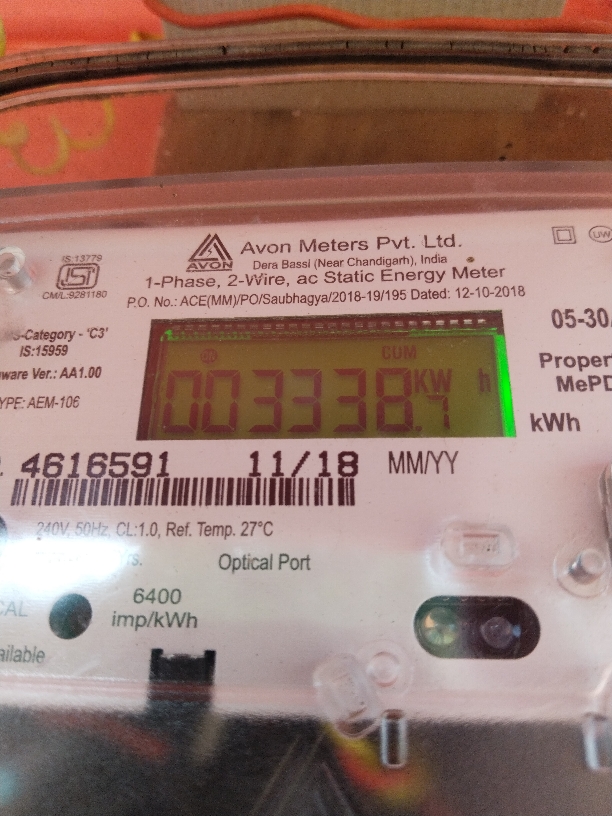 Avon Meters Pvt. Ltd.
AVON
Dera Bassi (Near Chandigarh), India
IS:13779
ISI
CM/L:9281180
1-Phase, 2-Wire, ac Static Energy Meter
P.O. No.: ACE(MM)/PO/Saubhagya/2018-19/195 Dated: 12-10-2018
UW
05-30
-Category - 'C3'
IS:15959
ware Ver.: AA1.00
YPE: AEM-106
CUM
003338.7 KW h
Proper
MePD
kWh
4616591 11/18 MM/YY
240V, 50Hz, CL:1.0, Ref. Temp. 27°C
rs.
Optical Port
CAL
6400
imp/kWh
ailable